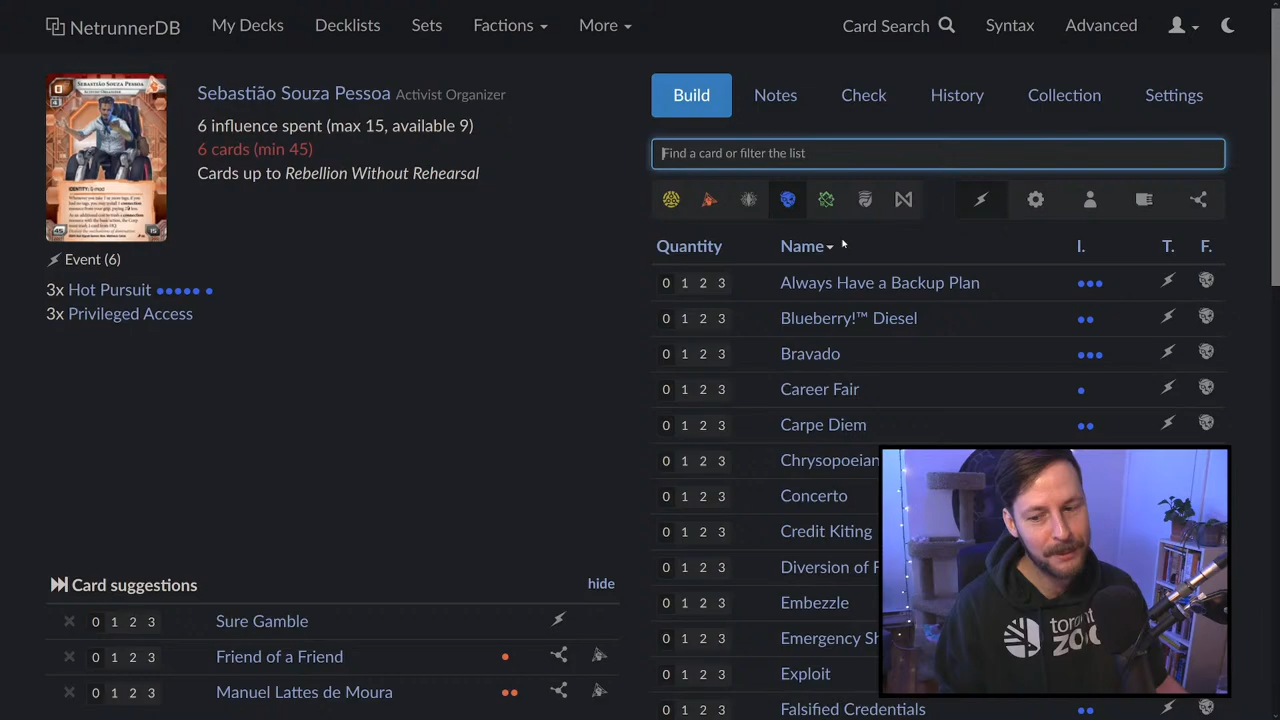 NetrunnerDB My Decks Decklists Sets Factions More Card Search Syntax Advanced
SEBASTIÃO SOUZA PESSOA
Sebastião Souza Pessoa Activist Organizer
6 influence spent (max 15, available 9)
6 cards (min 45)
Cards up to Rebellion Without Rehearsal
Event (6)
3x Hot Pursuit
3x Privileged Access
Card suggestions hide
0 1 2 3 Sure Gamble
0 1 2 3 Friend of a Friend
0 1 2 3 Manuel Lattes de Moura
Build Notes Check History Collection Settings
Find a card or filter the list
Quantity Name I. T. F.
0 1 2 3 Always Have a Backup Plan
0 1 2 3 Blueberry!™ Diesel
0 1 2 3 Bravado
0 1 2 3 Career Fair
0 1 2 3 Carpe Diem
0 1 2 3 Chrysopoeian
0 1 2 3 Concerto
0 1 2 3 Credit Kiting
0 1 2 3 Diversion of
0 1 2 3 Embezzle
0 1 2 3 Emergency
0 1 2 3 Exploit
0 1 2 3 Falsified Credentials